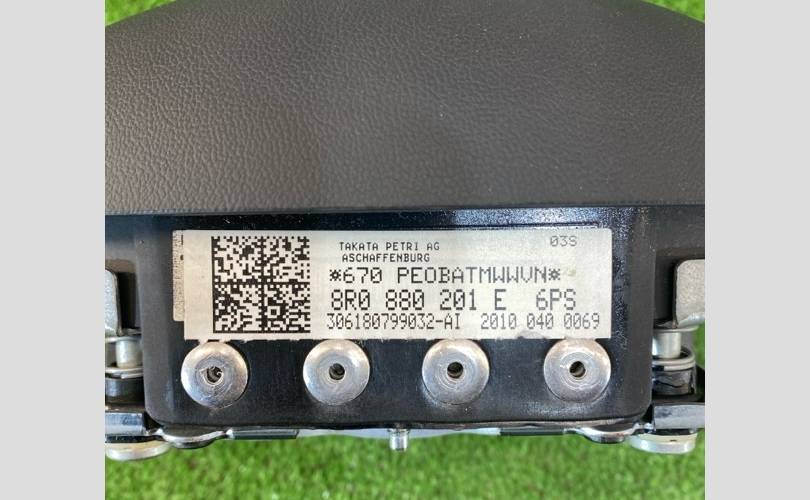 TAKATA PETRI AG
03S
ASCHAFFENBURG
*670 PEOBATMWWVN*
8R0 880 201 E 6PS
306180799032-AI 2010 040 0069